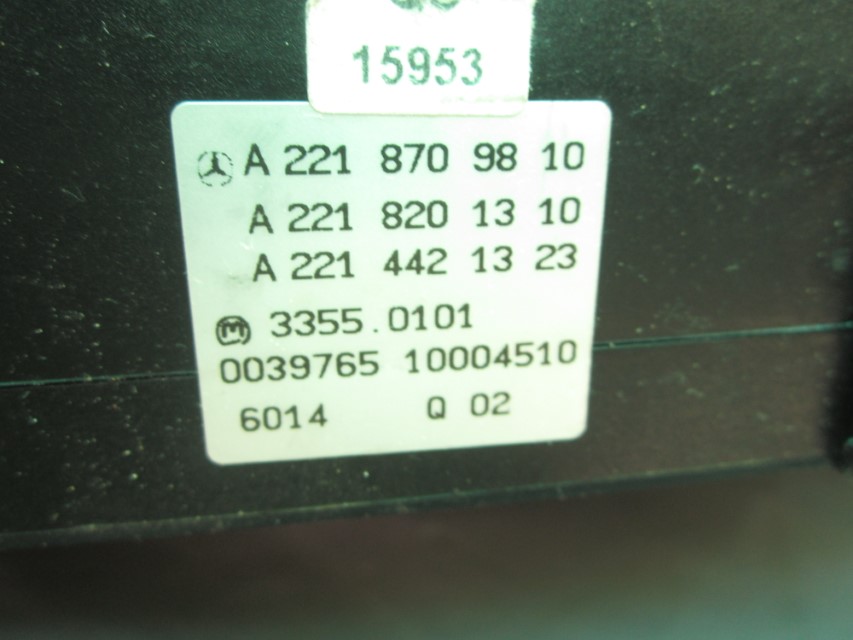 15953
A 221 870 98 10
A 221 820 13 10
A 221 442 13 23
M 3355.0101
0039765 10004510
6014 Q 02